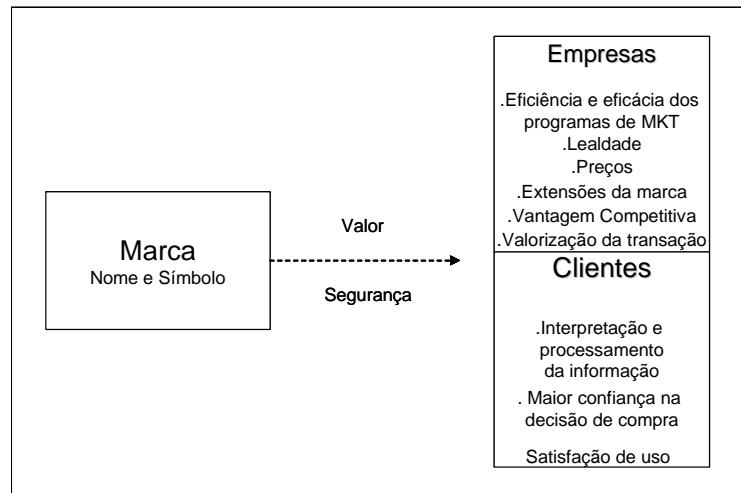 Marca
Nome e Símbolo
Valor
Segurança
Empresas
.Eficiência e eficácia dos
programas de MKT
.Lealdade
.Preços
.Extensões da marca
.Vantagem Competitiva
.Valorização da transação
Clientes
.Interpretação e
processamento
da informação
. Maior confiança na
decisão de compra
Satisfação de uso